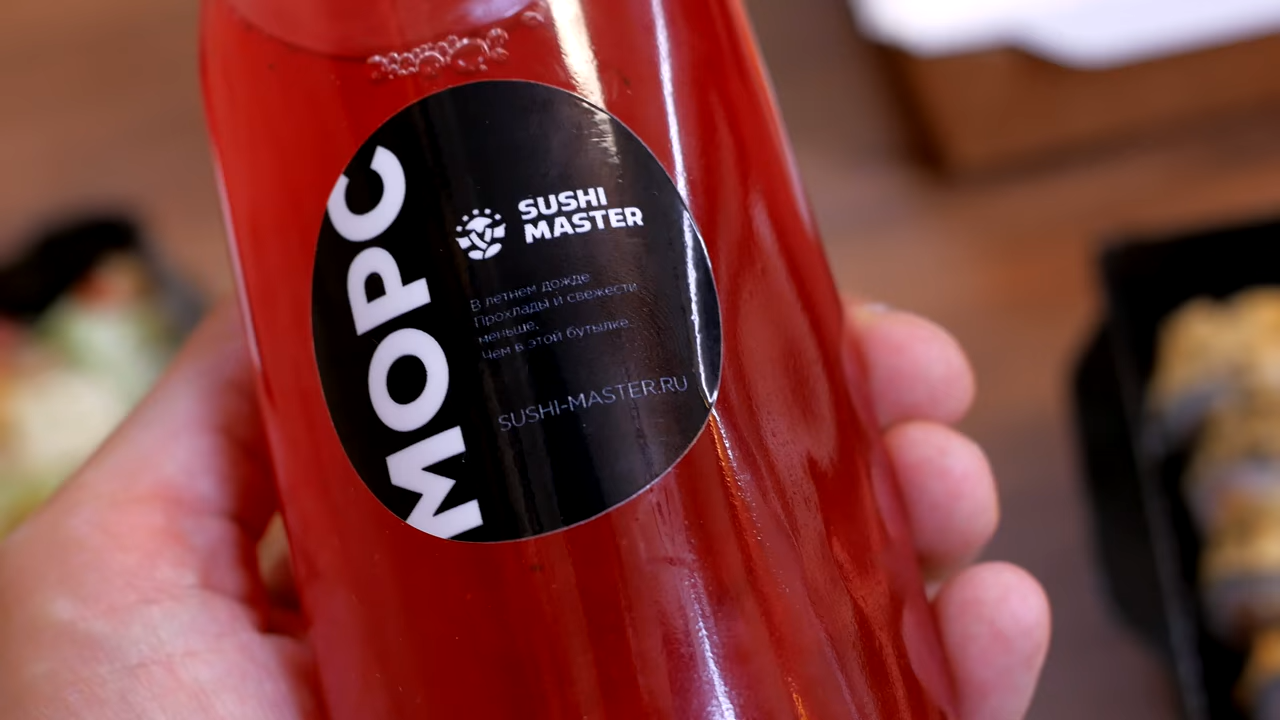 МОРС
SUSHI
MASTER
В летнем дожде
Прохлады и свежести
меньше,
Чем в этой бутылке.
SUSHI-MASTER.RU